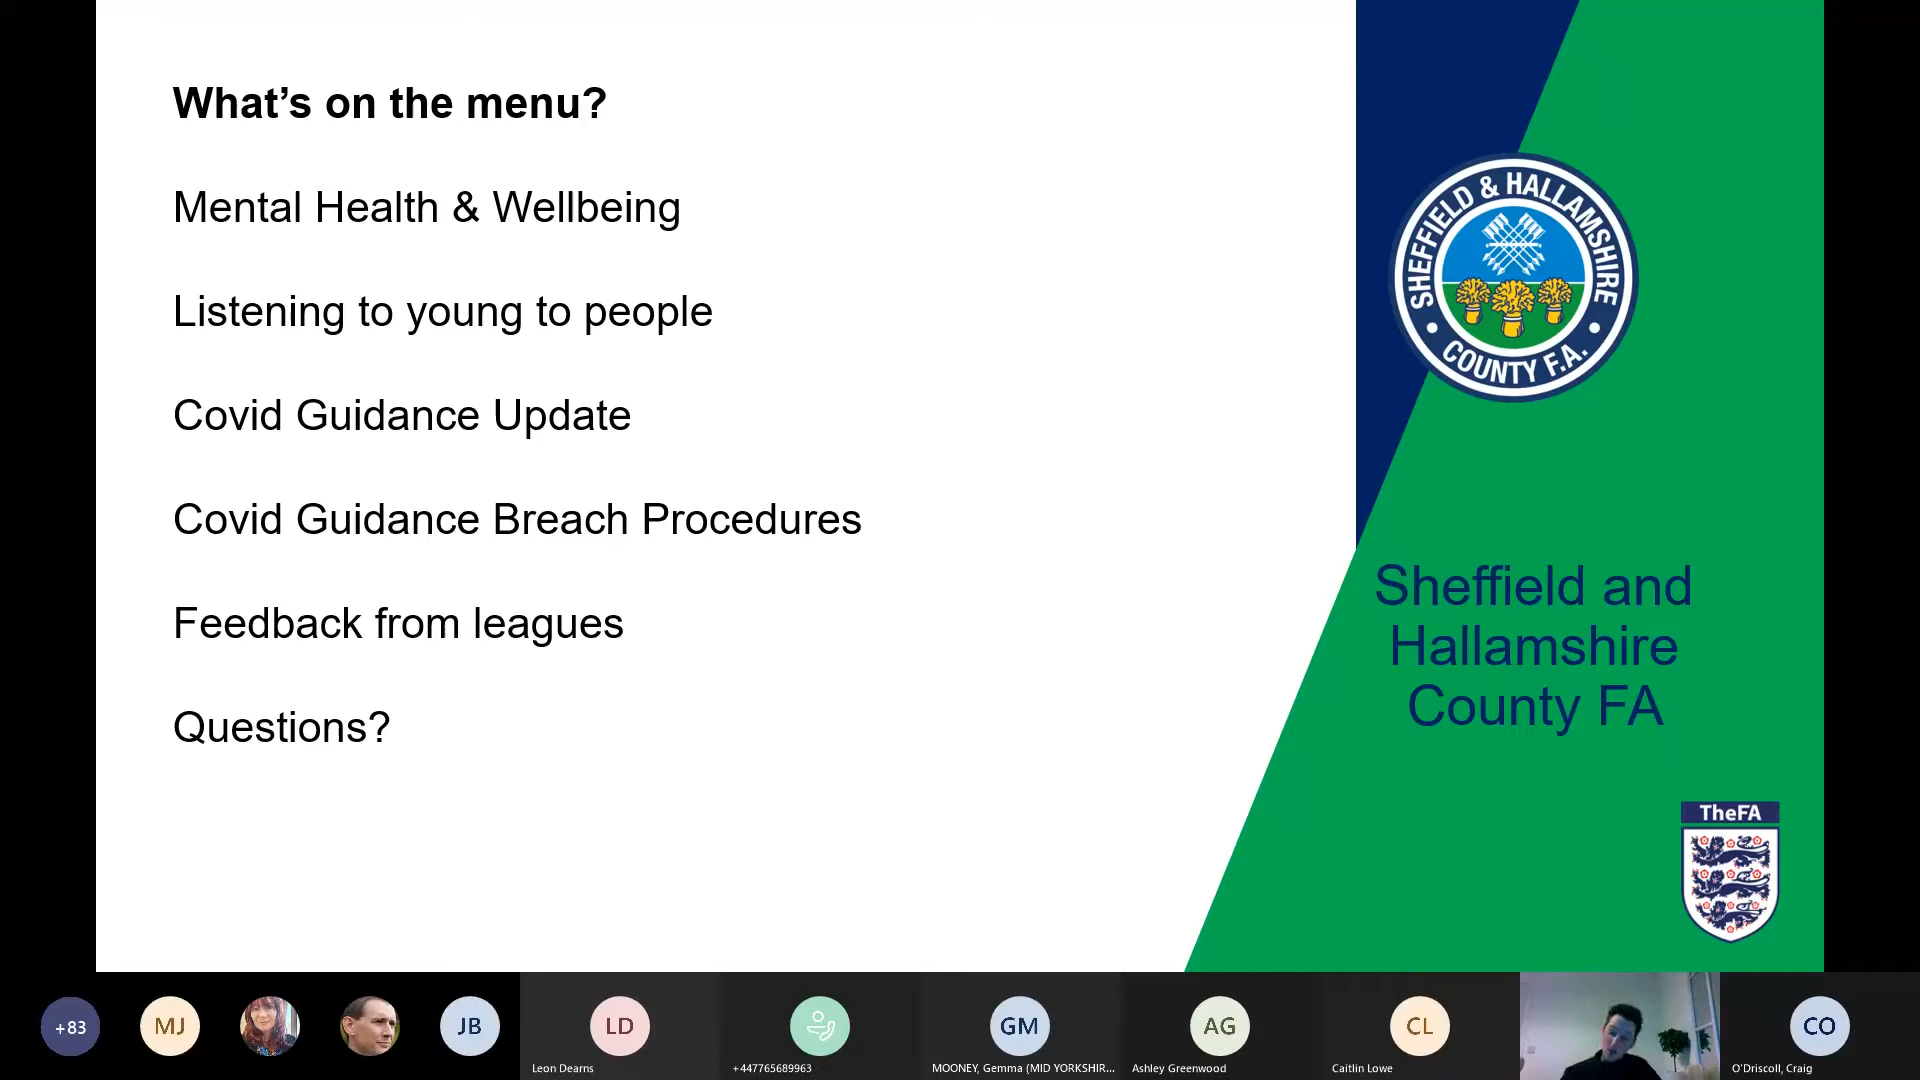 What’s on the menu?
Mental Health & Wellbeing
Listening to young to people
Covid Guidance Update
Covid Guidance Breach Procedures
Feedback from leagues
Questions?
SHEFFIELD & HALLAMSHIRE
COUNTY F.A.
Sheffield and
Hallamshire
County FA
TheFA
+83
MJ
JB
LD
GM
AG
CL
CO
Leon Dearns
+447765689963
MOONEY, Gemma (MID YORKSHIR...
Ashley Greenwood
Caitlin Lowe
O'Driscoll, Craig